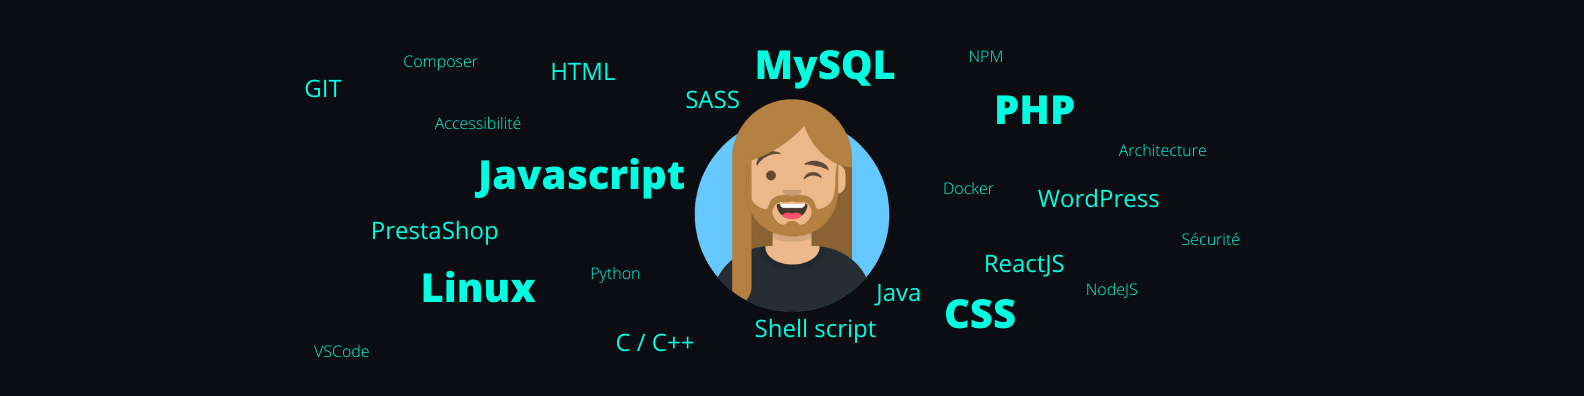 MySQL
NPM
Composer
HTML
GIT
SASS
PHP
Accessibilité
Architecture
Javascript
Docker
WordPress
PrestaShop
Sécurité
ReactJS
Python
Linux
NodeJS
Java
CSS
Shell script
C / C++
VSCode